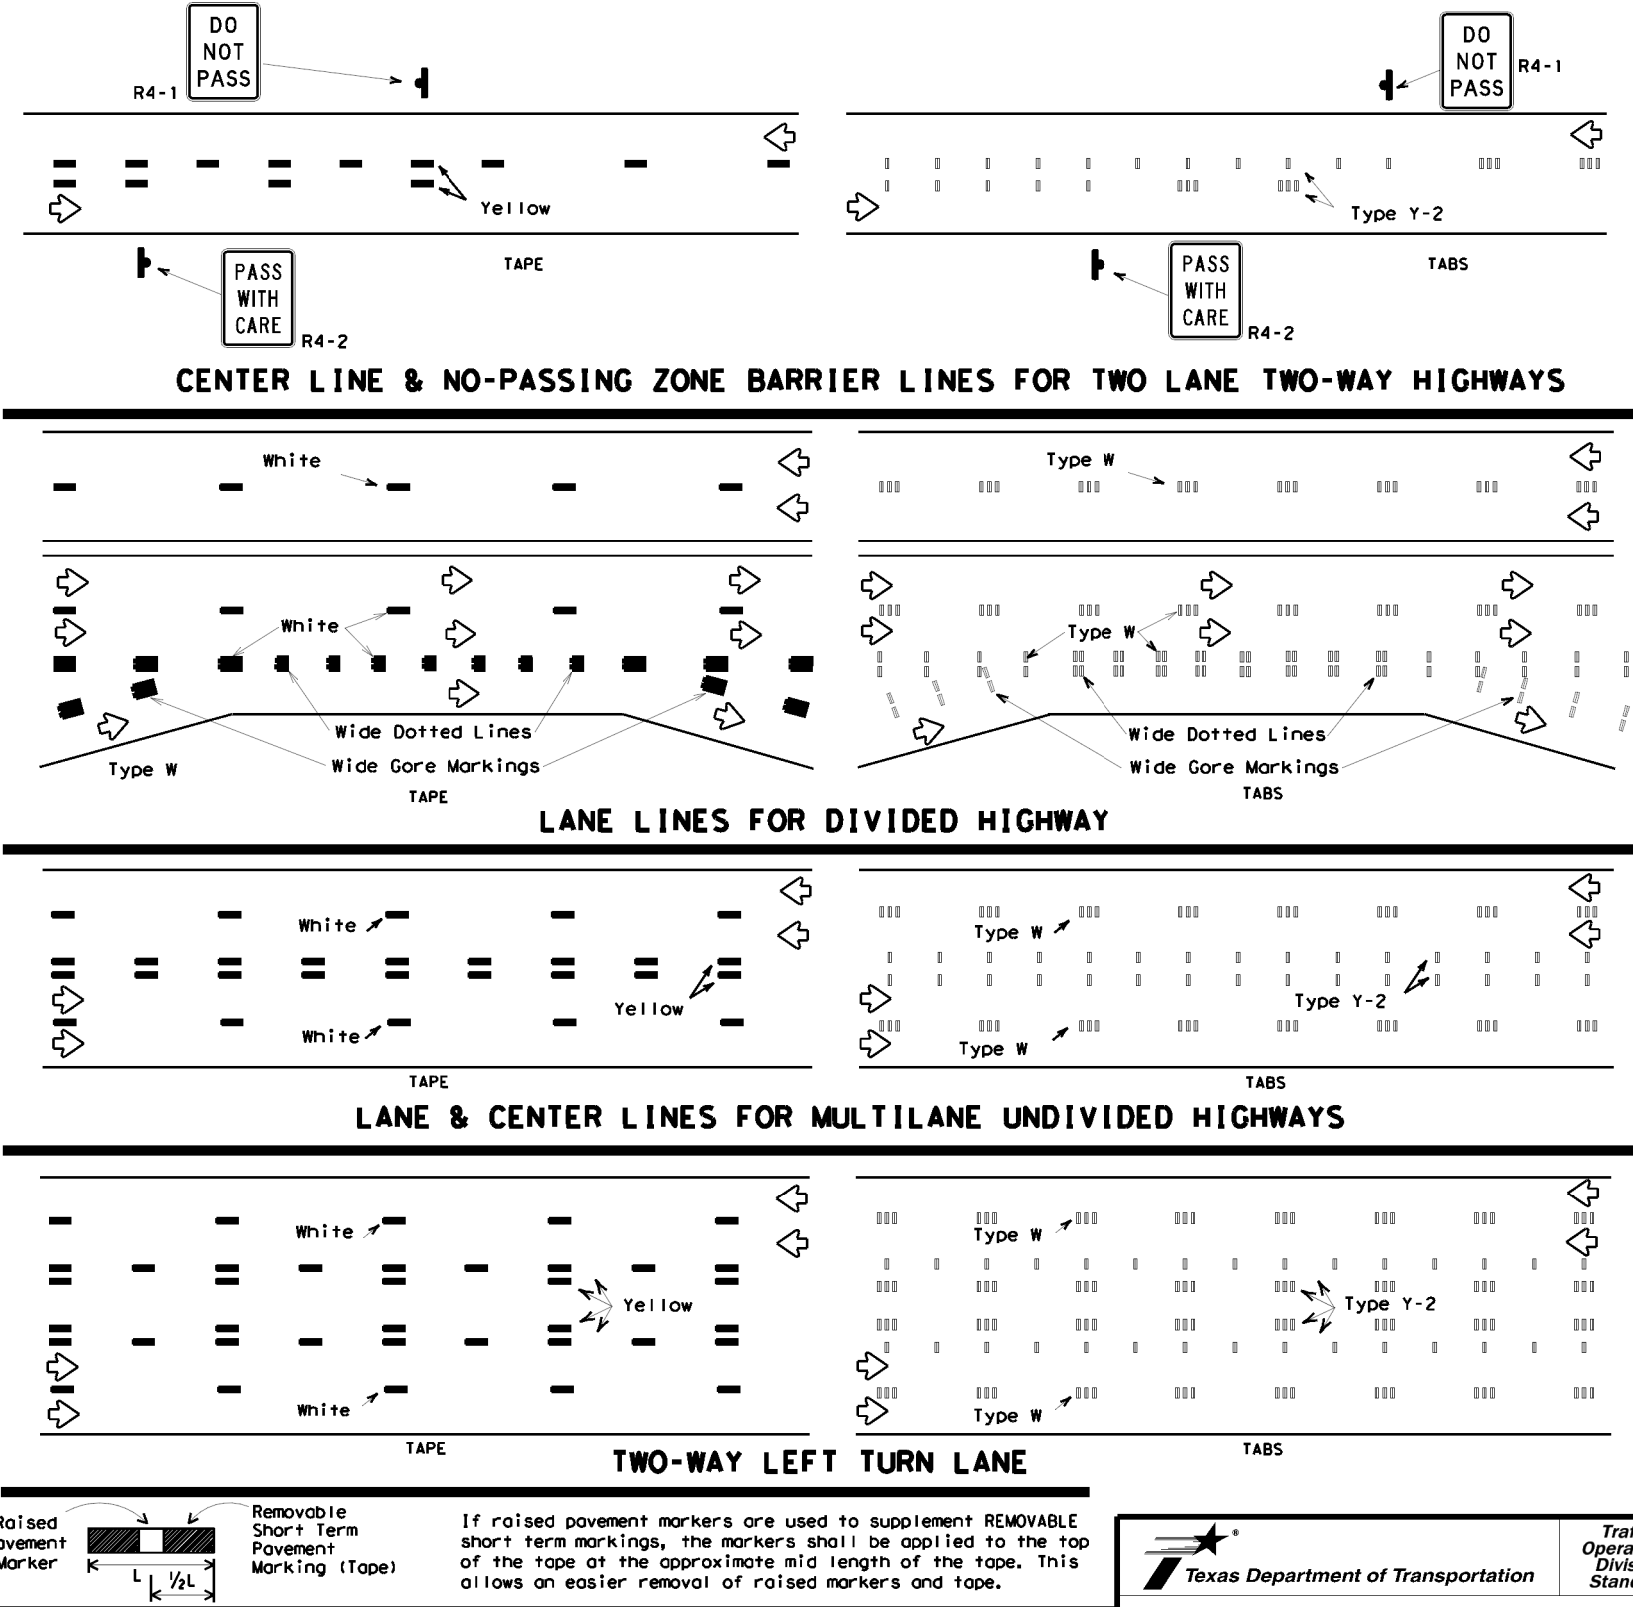 DO
NOT
PASS
R4-1
DO
NOT
PASS
R4-1
Yellow
Type Y-2
PASS
WITH
CARE
R4-2
TAPE
PASS
WITH
CARE
R4-2
TABS
CENTER LINE & NO-PASSING ZONE BARRIER LINES FOR TWO LANE TWO-WAY HIGHWAYS
White
Type W
White
Type W
Wide Dotted Lines
Wide Gore Markings
Type W
TAPE
Wide Dotted Lines
Wide Gore Markings
TABS
LANE LINES FOR DIVIDED HIGHWAY
White
Type W
Yellow
Type Y-2
White
Type W
TAPE
TABS
LANE & CENTER LINES FOR MULTILANE UNDIVIDED HIGHWAYS
White
Type W
Yellow
Type Y-2
White
Type W
TAPE
TABS
TWO-WAY LEFT TURN LANE
Raised
Pavement
Marker
L
½L
Removable
Short Term
Pavement
Marking (Tape)
If raised pavement markers are used to supplement REMOVABLE
short term markings, the markers shall be applied to the top
of the tape at the approximate mid length of the tape. This
allows an easier removal of raised markers and tape.
®
Texas Department of Transportation
Traf
Opera
Divis
Stan